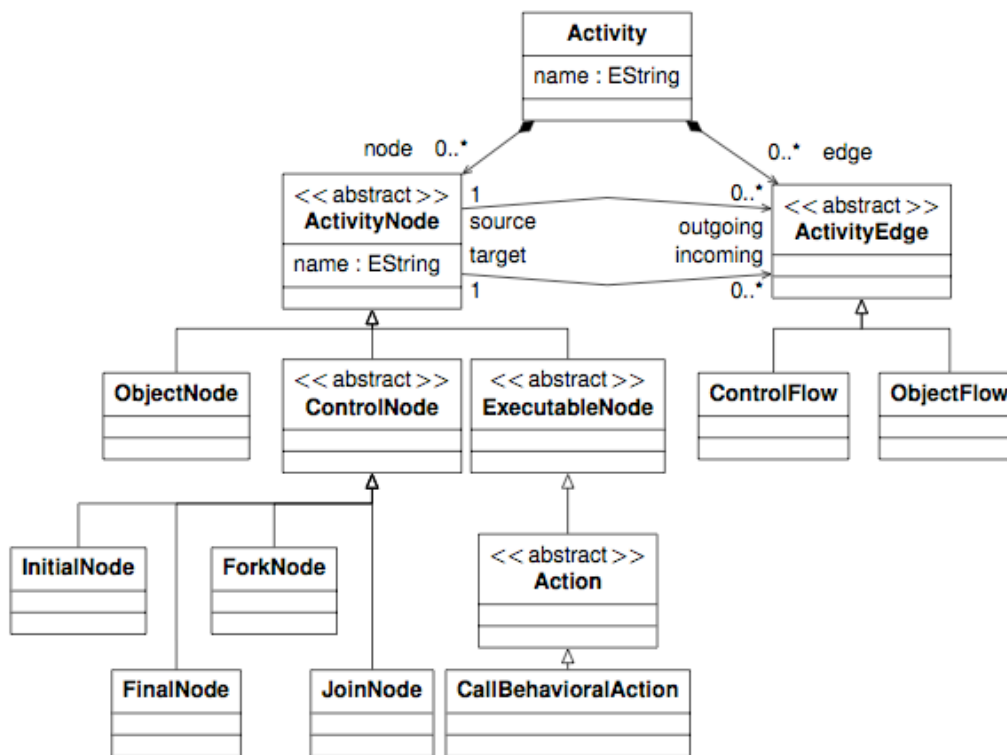 Activity
name : EString
node 0..*
0..* edge
<< abstract >>
ActivityNode
name : EString
1
source
target
1
0..*
outgoing
incoming
0..*
<< abstract >>
ActivityEdge
ObjectNode
<< abstract >>
ControlNode
<< abstract >>
ExecutableNode
ControlFlow
ObjectFlow
InitialNode
ForkNode
<< abstract >>
Action
FinalNode
JoinNode
CallBehavioralAction